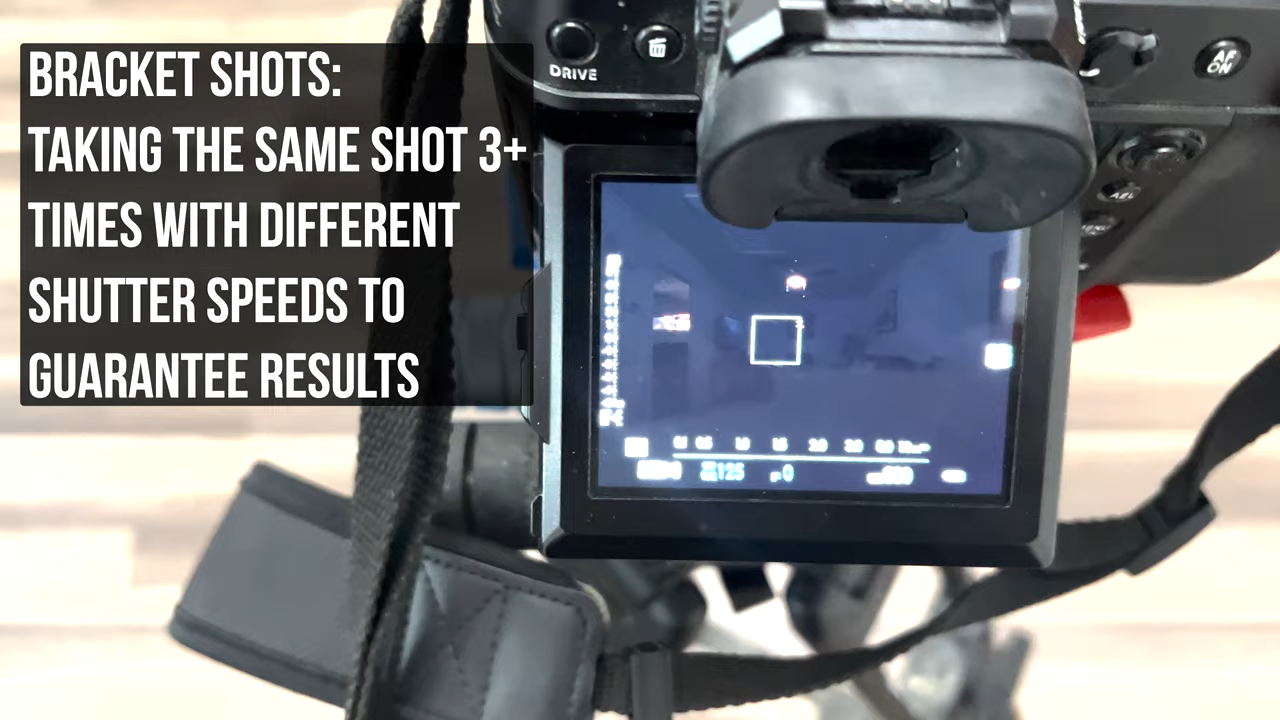 BRACKET SHOTS:
TAKING THE SAME SHOT 3+
TIMES WITH DIFFERENT
SHUTTER SPEEDS TO
GUARANTEE RESULTS
DRIVE
AF
ON
AEL
125
0